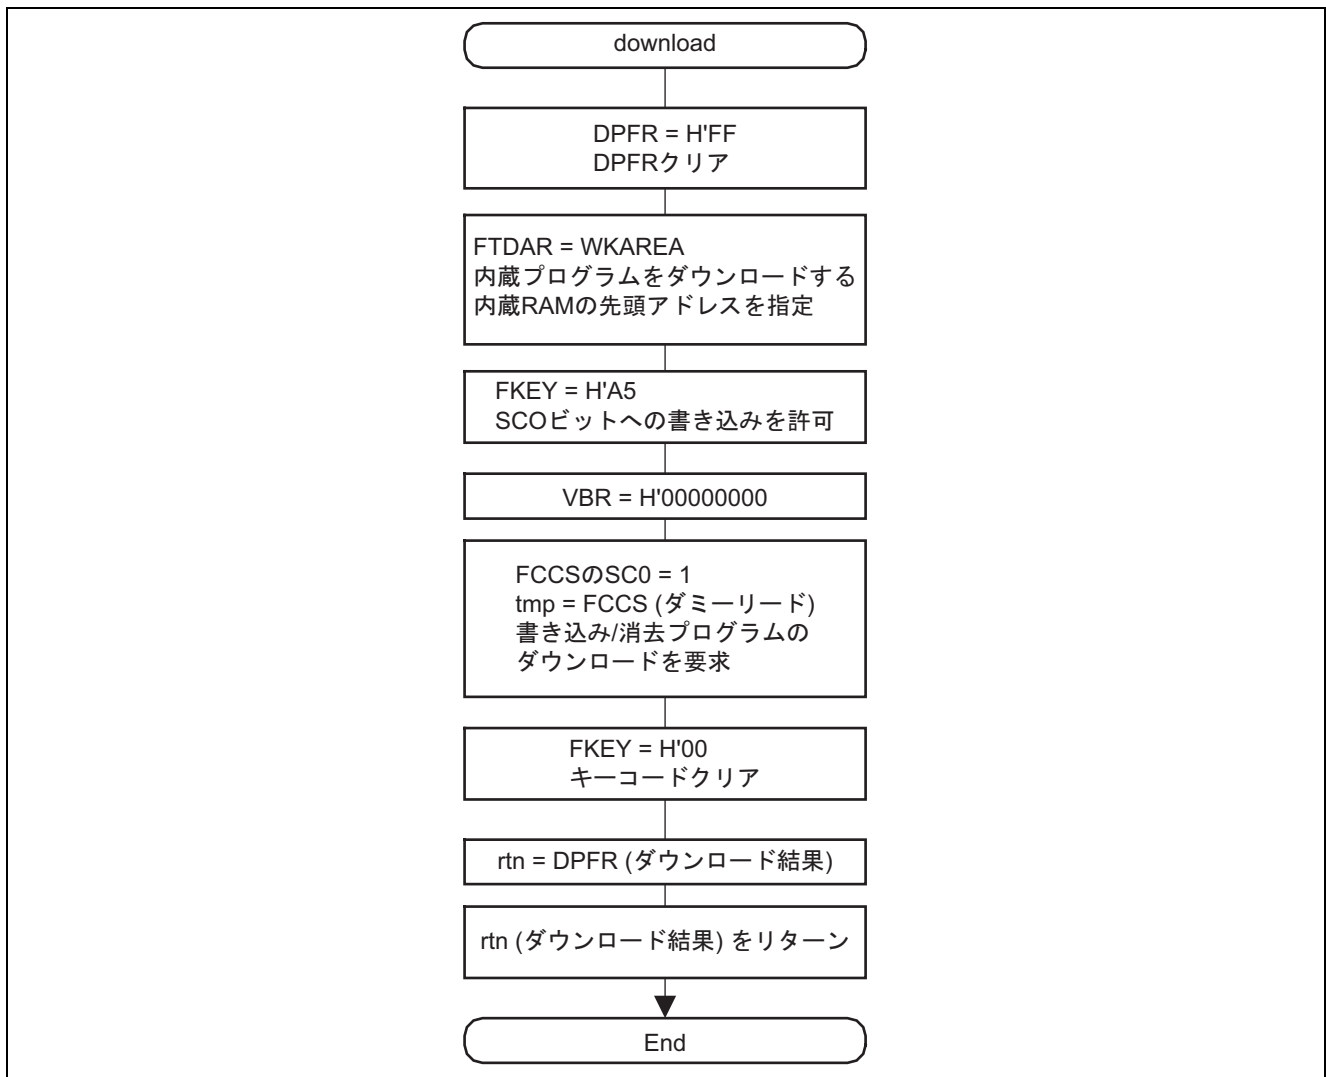 download
DPFR = H'FF
DPFRクリア
FTDAR = WKAREA
内蔵プログラムをダウンロードする
内蔵RAMの先頭アドレスを指定
FKEY = H'A5
SCOビットへの書き込みを許可
VBR = H'00000000
FCCSのSC0 = 1
tmp = FCCS (ダミーリード)
書き込み/消去プログラムの
ダウンロードを要求
FKEY = H'00
キーコードクリア
rtn = DPFR (ダウンロード結果)
rtn (ダウンロード結果) をリターン
End